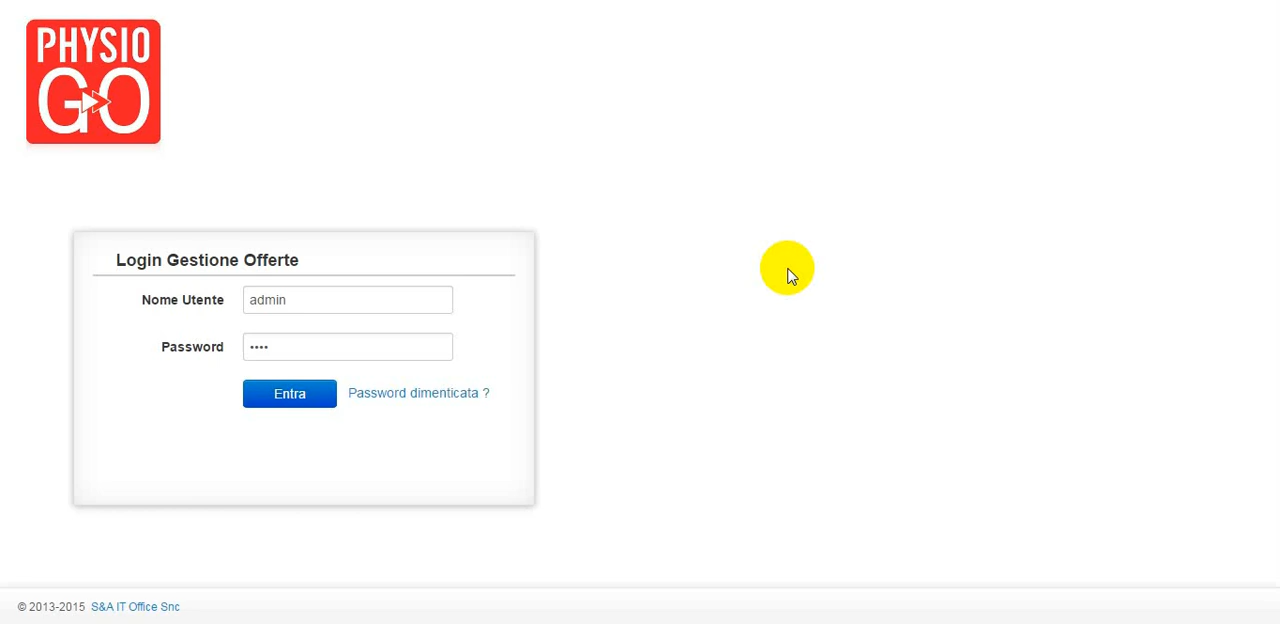 PHYSIO
GO
Login Gestione Offerte
Nome Utente admin
Password ••••
Entra Password dimenticata ?
© 2013-2015 S&A IT Office Snc